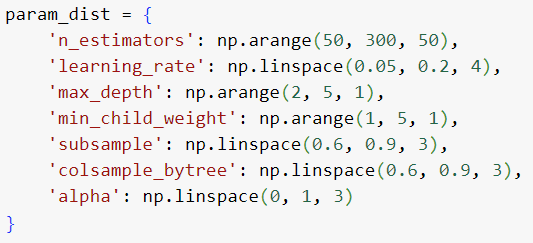 param_dist = {
    'n_estimators': np.arange(50, 300, 50),
    'learning_rate': np.linspace(0.05, 0.2, 4),
    'max_depth': np.arange(2, 5, 1),
    'min_child_weight': np.arange(1, 5, 1),
    'subsample': np.linspace(0.6, 0.9, 3),
    'colsample_bytree': np.linspace(0.6, 0.9, 3),
    'alpha': np.linspace(0, 1, 3)
}